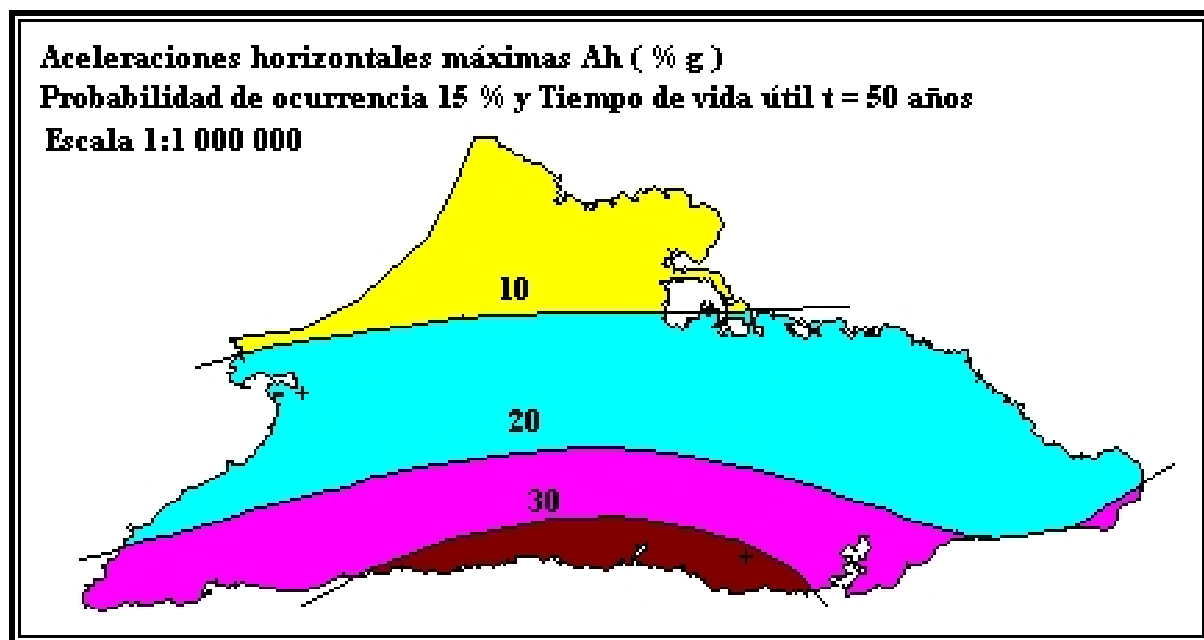 Aceleraciones horizontales máximas Ah ( % g )
Probabilidad de ocurrencia 15 % y Tiempo de vida útil t = 50 años
Escala 1:1 000 000
10
20
30